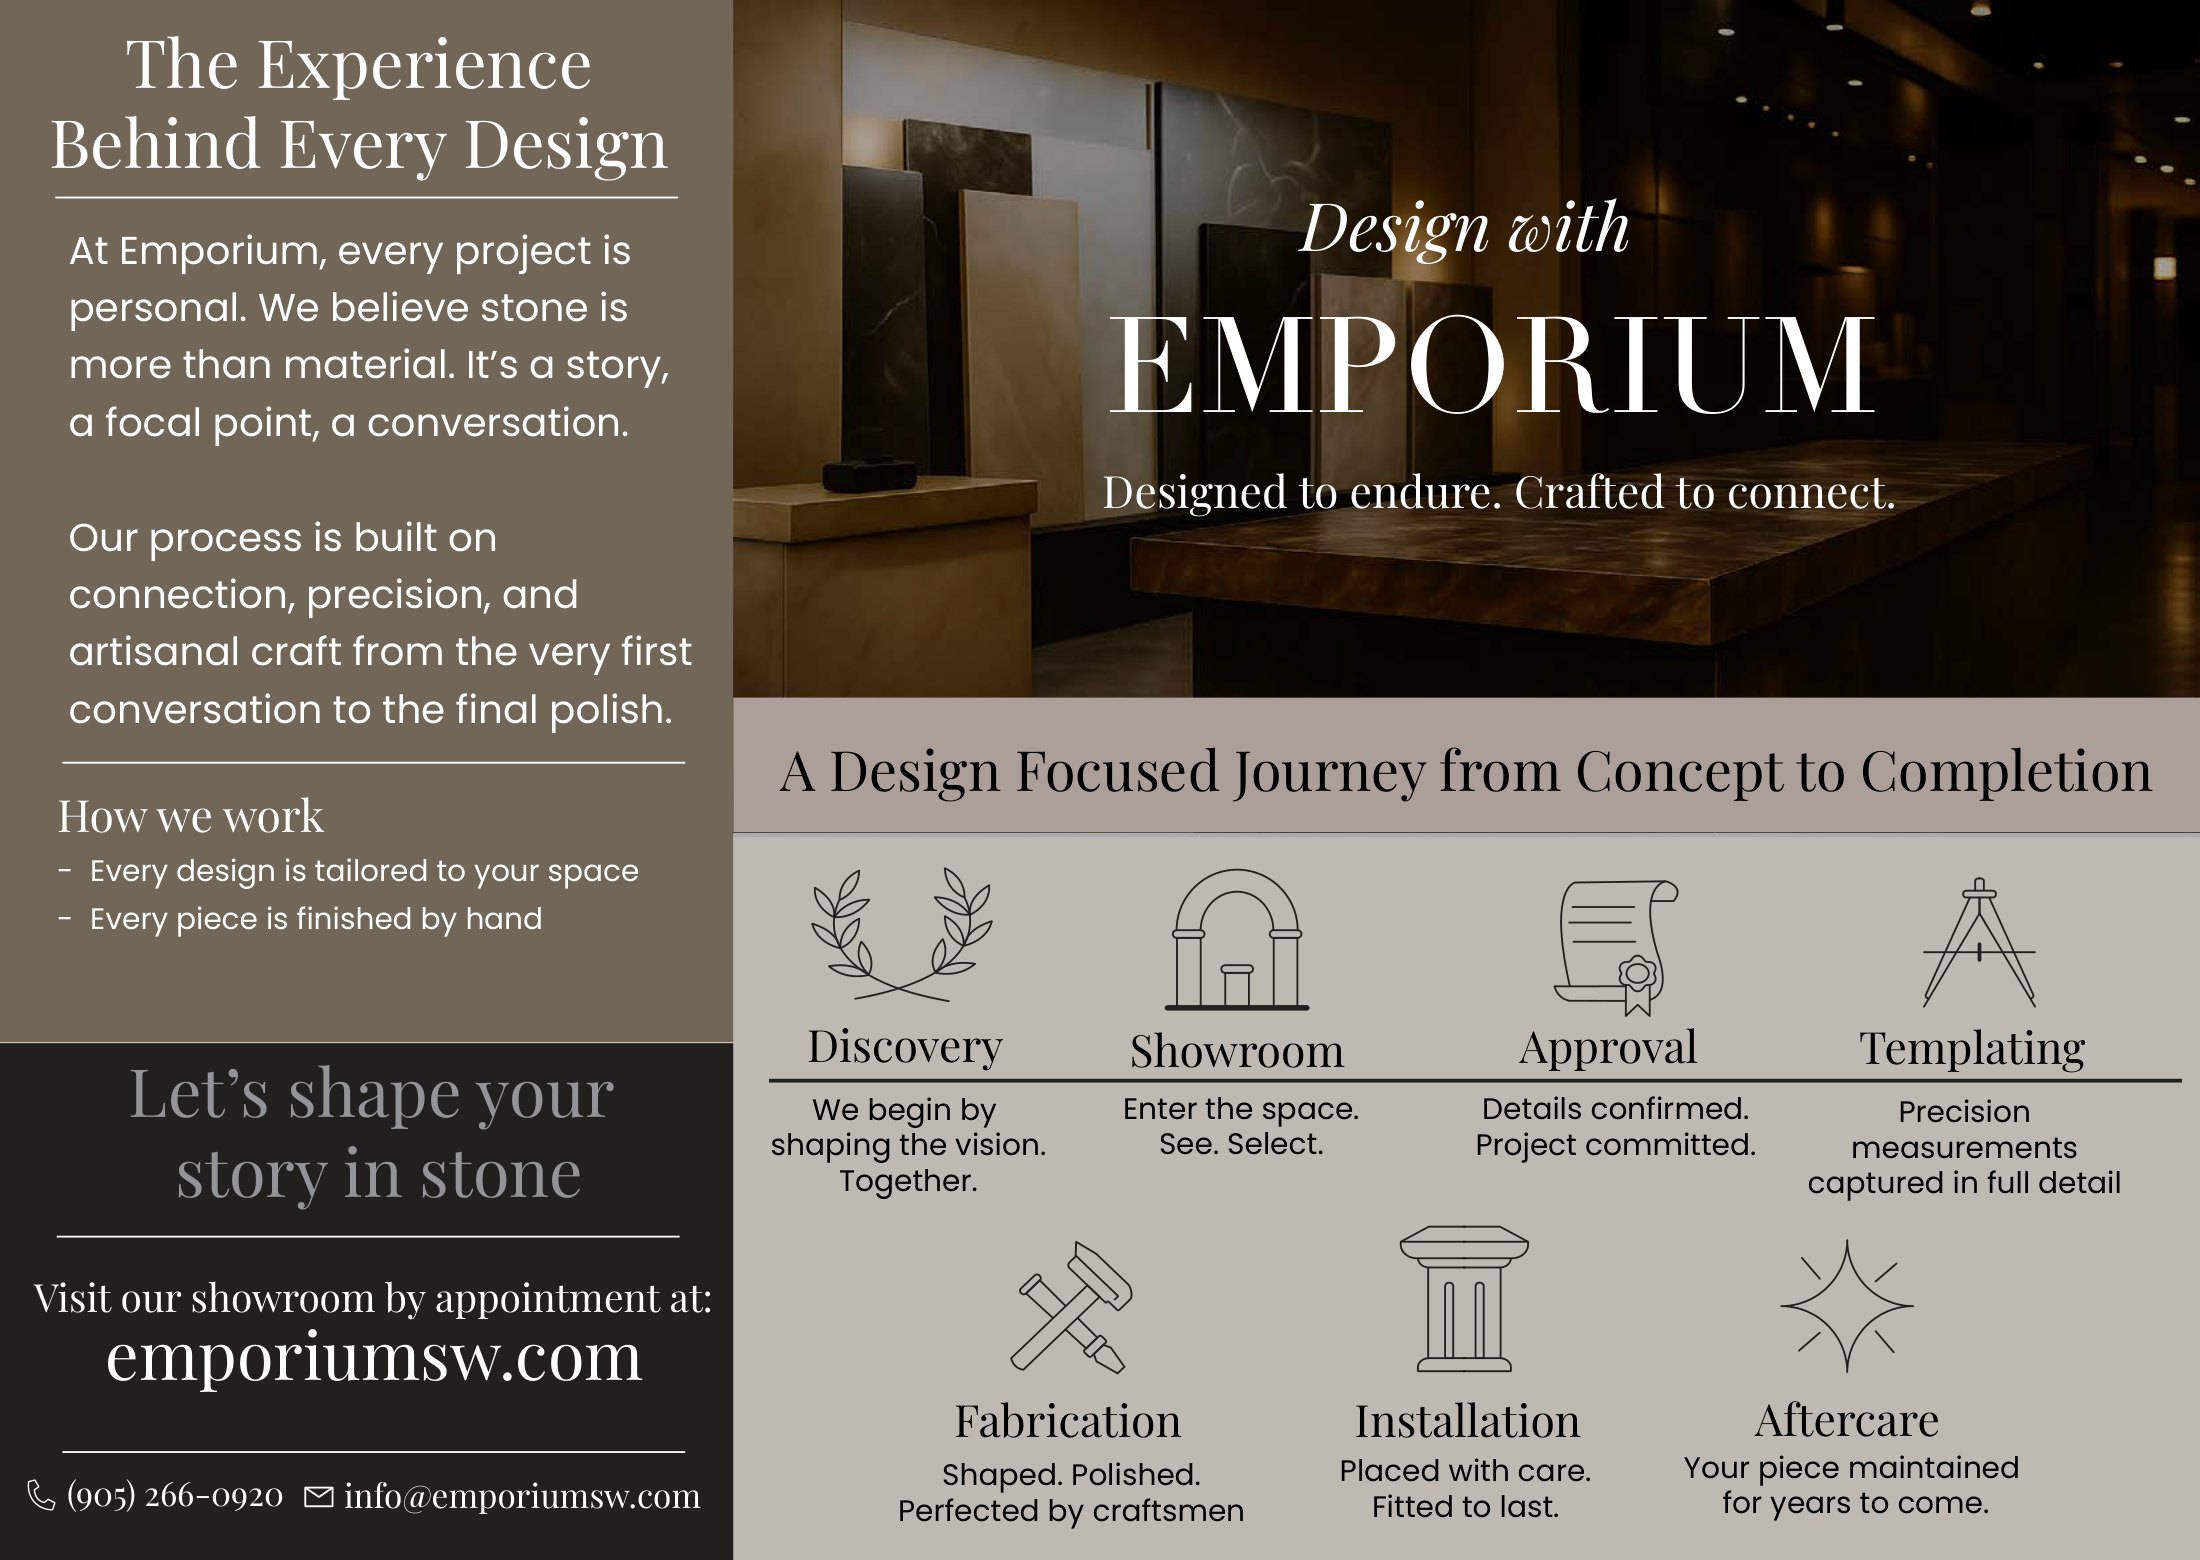 The Experience
Behind Every Design
At Emporium, every project is
personal. We believe stone is
more than material. It’s a story,
a focal point, a conversation.
Our process is built on
connection, precision, and
artisanal craft from the very first
conversation to the final polish.
How we work
- Every design is tailored to your space
- Every piece is finished by hand
Let’s shape your
story in stone
Visit our showroom by appointment at:
emporiumsw.com
(905) 266-0920 info@emporiumsw.com
Design with
EMPORIUM
Designed to endure. Crafted to connect.
A Design Focused Journey from Concept to Completion
Discovery
We begin by
shaping the vision.
Together.
Showroom
Enter the space.
See. Select.
Approval
Details confirmed.
Project committed.
Templating
Precision
measurements
captured in full detail
Fabrication
Shaped. Polished.
Perfected by craftsmen
Installation
Placed with care.
Fitted to last.
Aftercare
Your piece maintained
for years to come.